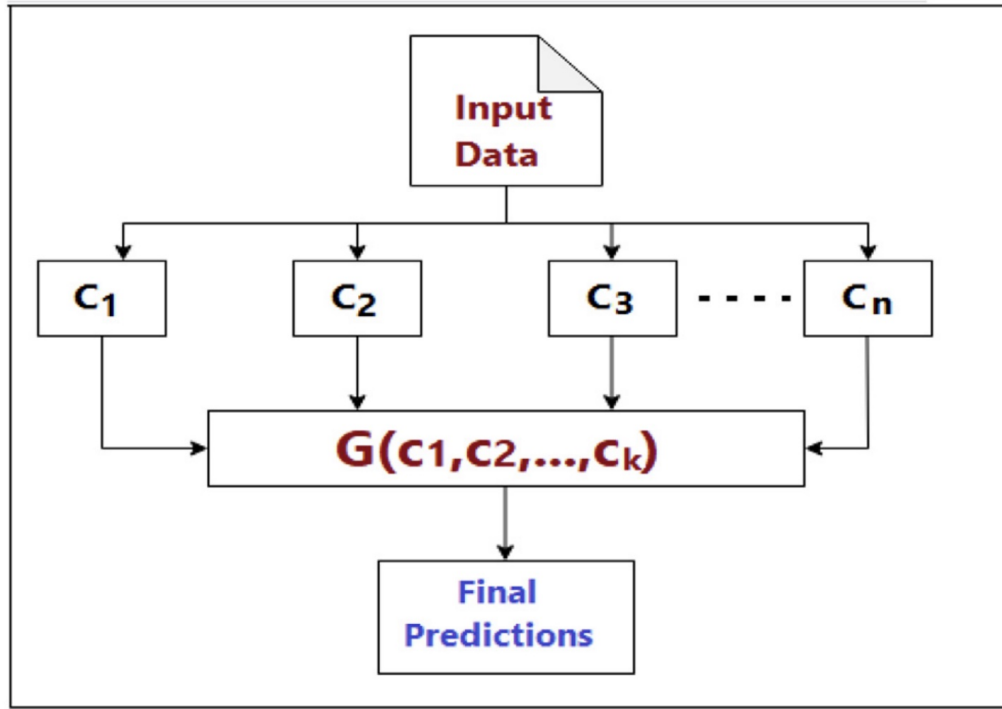 Input
Data
C₁
C₂
C₃
Cₙ
G(c₁,c₂,...,cₖ)
Final
Predictions